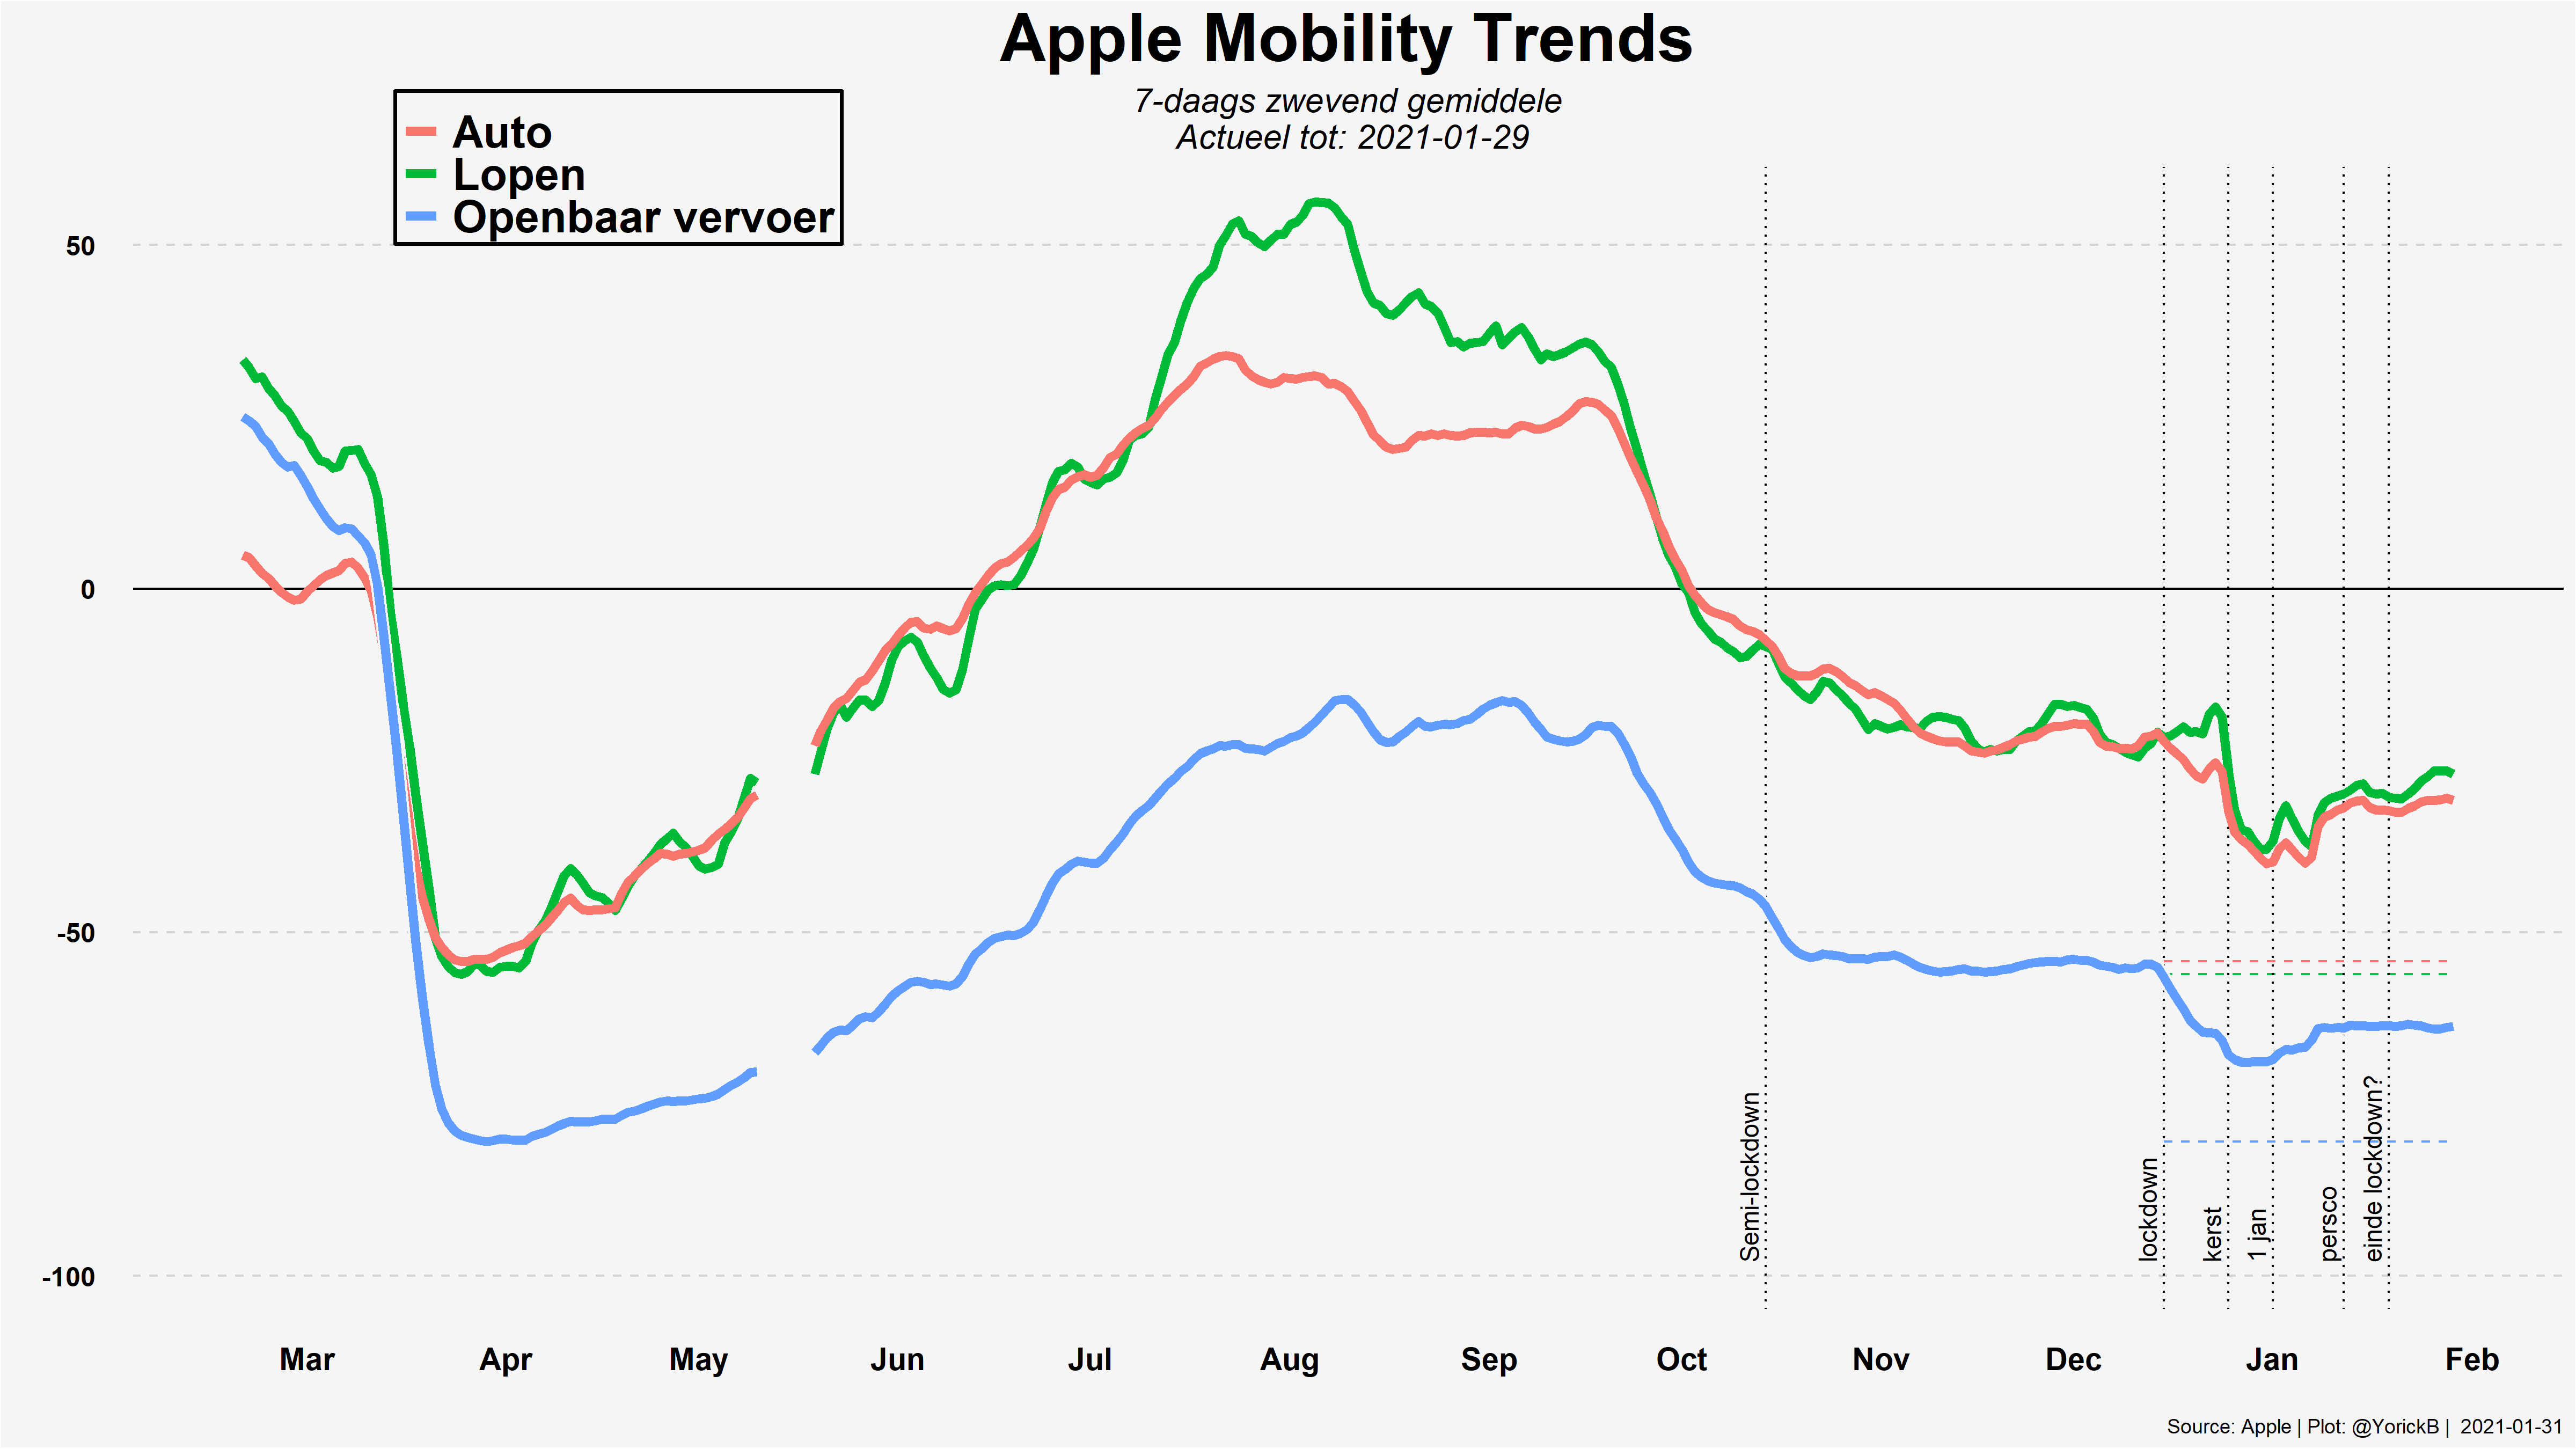 Apple Mobility Trends
7-daags zwevend gemiddele
Actueel tot: 2021-01-29
Auto
Lopen
Openbaar vervoer
50
0
-50
-100
Semi-lockdown
lockdown
kerst
1 jan
persco
einde lockdown?
Mar Apr May Jun Jul Aug Sep Oct Nov Dec Jan Feb
Source: Apple | Plot: @YorickB | 2021-01-31